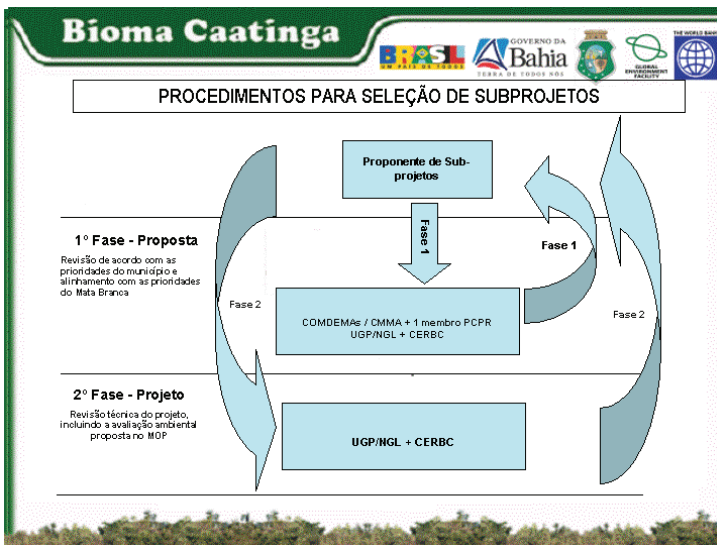 Bioma Caatinga
BRASIL
UM PAÍS DE TODOS
GOVERNO DA
Bahia
TERRA DE TODOS NÓS
GLOBAL
ENVIRONMENT
FACILITY
THE WORLD BANK
PROCEDIMENTOS PARA SELEÇÃO DE SUBPROJETOS
Proponente de Sub-
projetos
Fase 1
Fase 1
1º Fase - Proposta
Revisão de acordo com as
prioridades do município e
alinhamento com as prioridades
do Mata Branca
Fase 2
COMDEMAs / CMMA + 1 membro PCPR
UGP/NGL + CERBC
Fase 2
2º Fase - Projeto
Revisão técnica do projeto,
incluindo a avaliação ambiental
proposta no MOP
UGP/NGL + CERBC